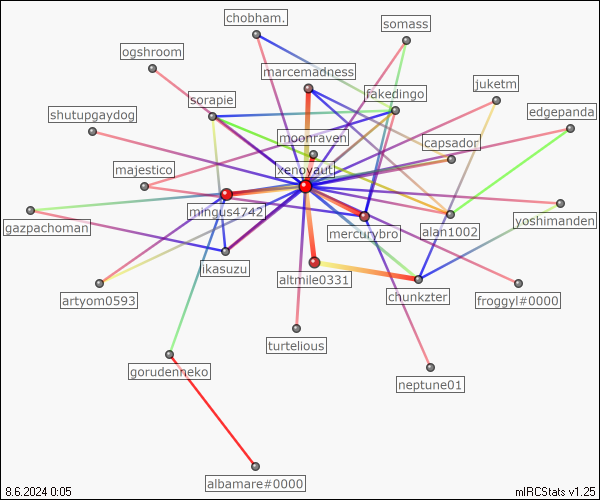 chobham.
somass
ogshroom
marcemadness
juketm
sorapie
fakedingo
edgepanda
shutupgaydog
moonraven
capsador
xenoyaut
majestico
mingus4742
yoshimanden
gazpachoman
mercurybro
alan1002
ikasuzu
altmile0331
artyom0593
chunkzter
froggyl#0000
turtelious
gorudenneko
neptune01
albamare#0000
8.6.2024 0:05
mIRCStats v1.25